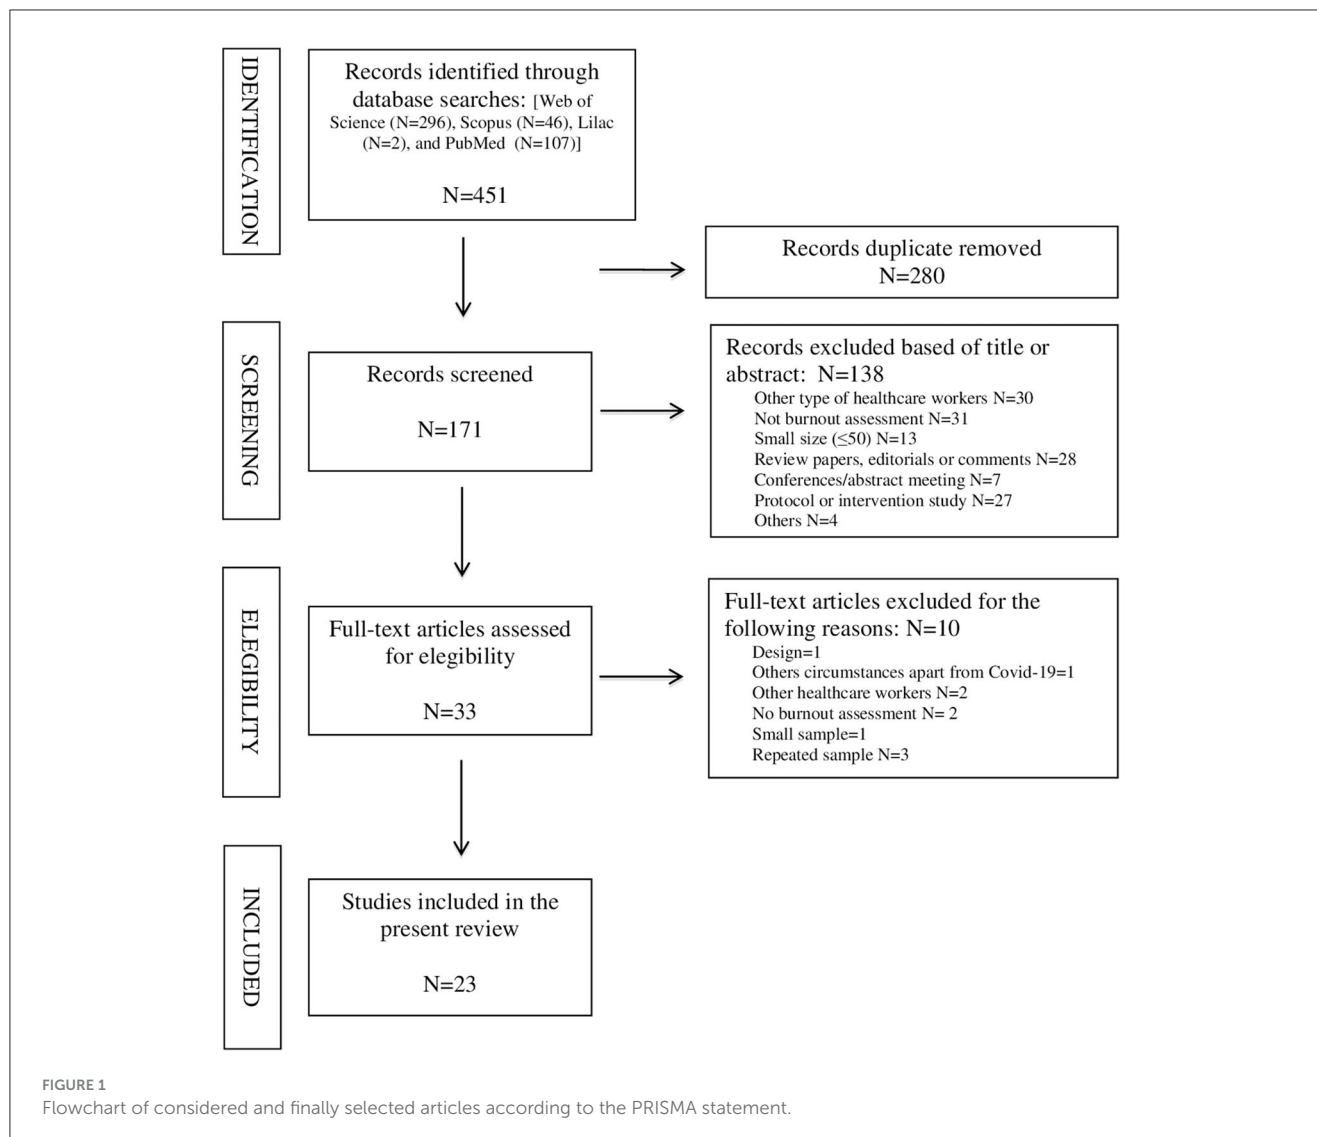 IDENTIFICATION
Records identified through
database searches: [Web of
Science (N=296), Scopus (N=46), Lilac
(N=2), and PubMed (N=107)]
N=451
Records duplicate removed
N=280
SCREENING
Records screened
N=171
Records excluded based of title or
abstract: N=138
Other type of healthcare workers N=30
Not burnout assessment N=31
Small size (≤50) N=13
Review papers, editorials or comments N=28
Conferences/abstract meeting N=7
Protocol or intervention study N=27
Others N=4
ELEGIBILITY
Full-text articles assessed
for elegibility
N=33
Full-text articles excluded for the
following reasons: N=10
Design=1
Others circumstances apart from Covid-19=1
Other healthcare workers N=2
No burnout assessment N= 2
Small sample=1
Repeated sample N=3
INCLUDED
Studies included in the
present review
N=23
FIGURE 1
Flowchart of considered and finally selected articles according to the PRISMA statement.